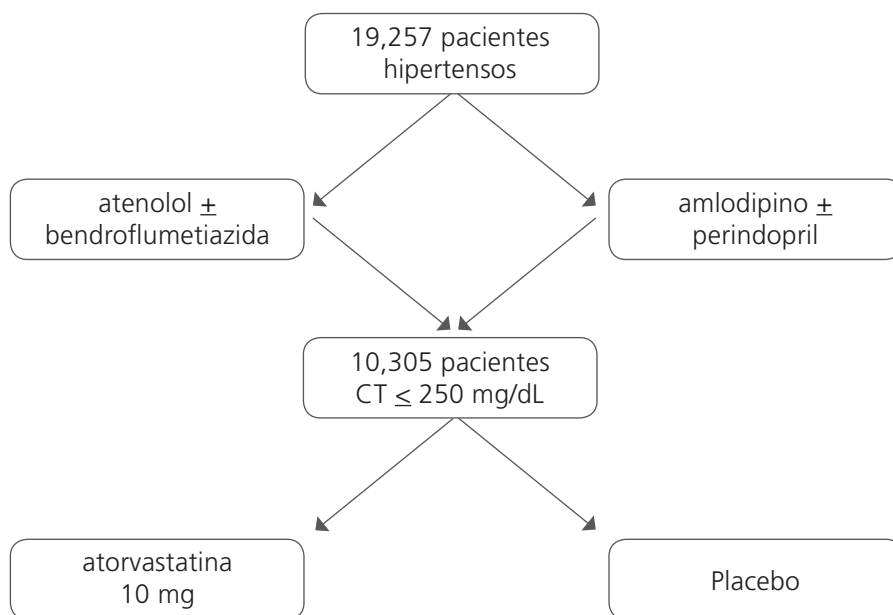 19,257 pacientes
hipertensos
atenolol ±
bendroflumetiazida
amlodipino ±
perindopril
10,305 pacientes
CT ≤ 250 mg/dL
atorvastatina
10 mg
Placebo